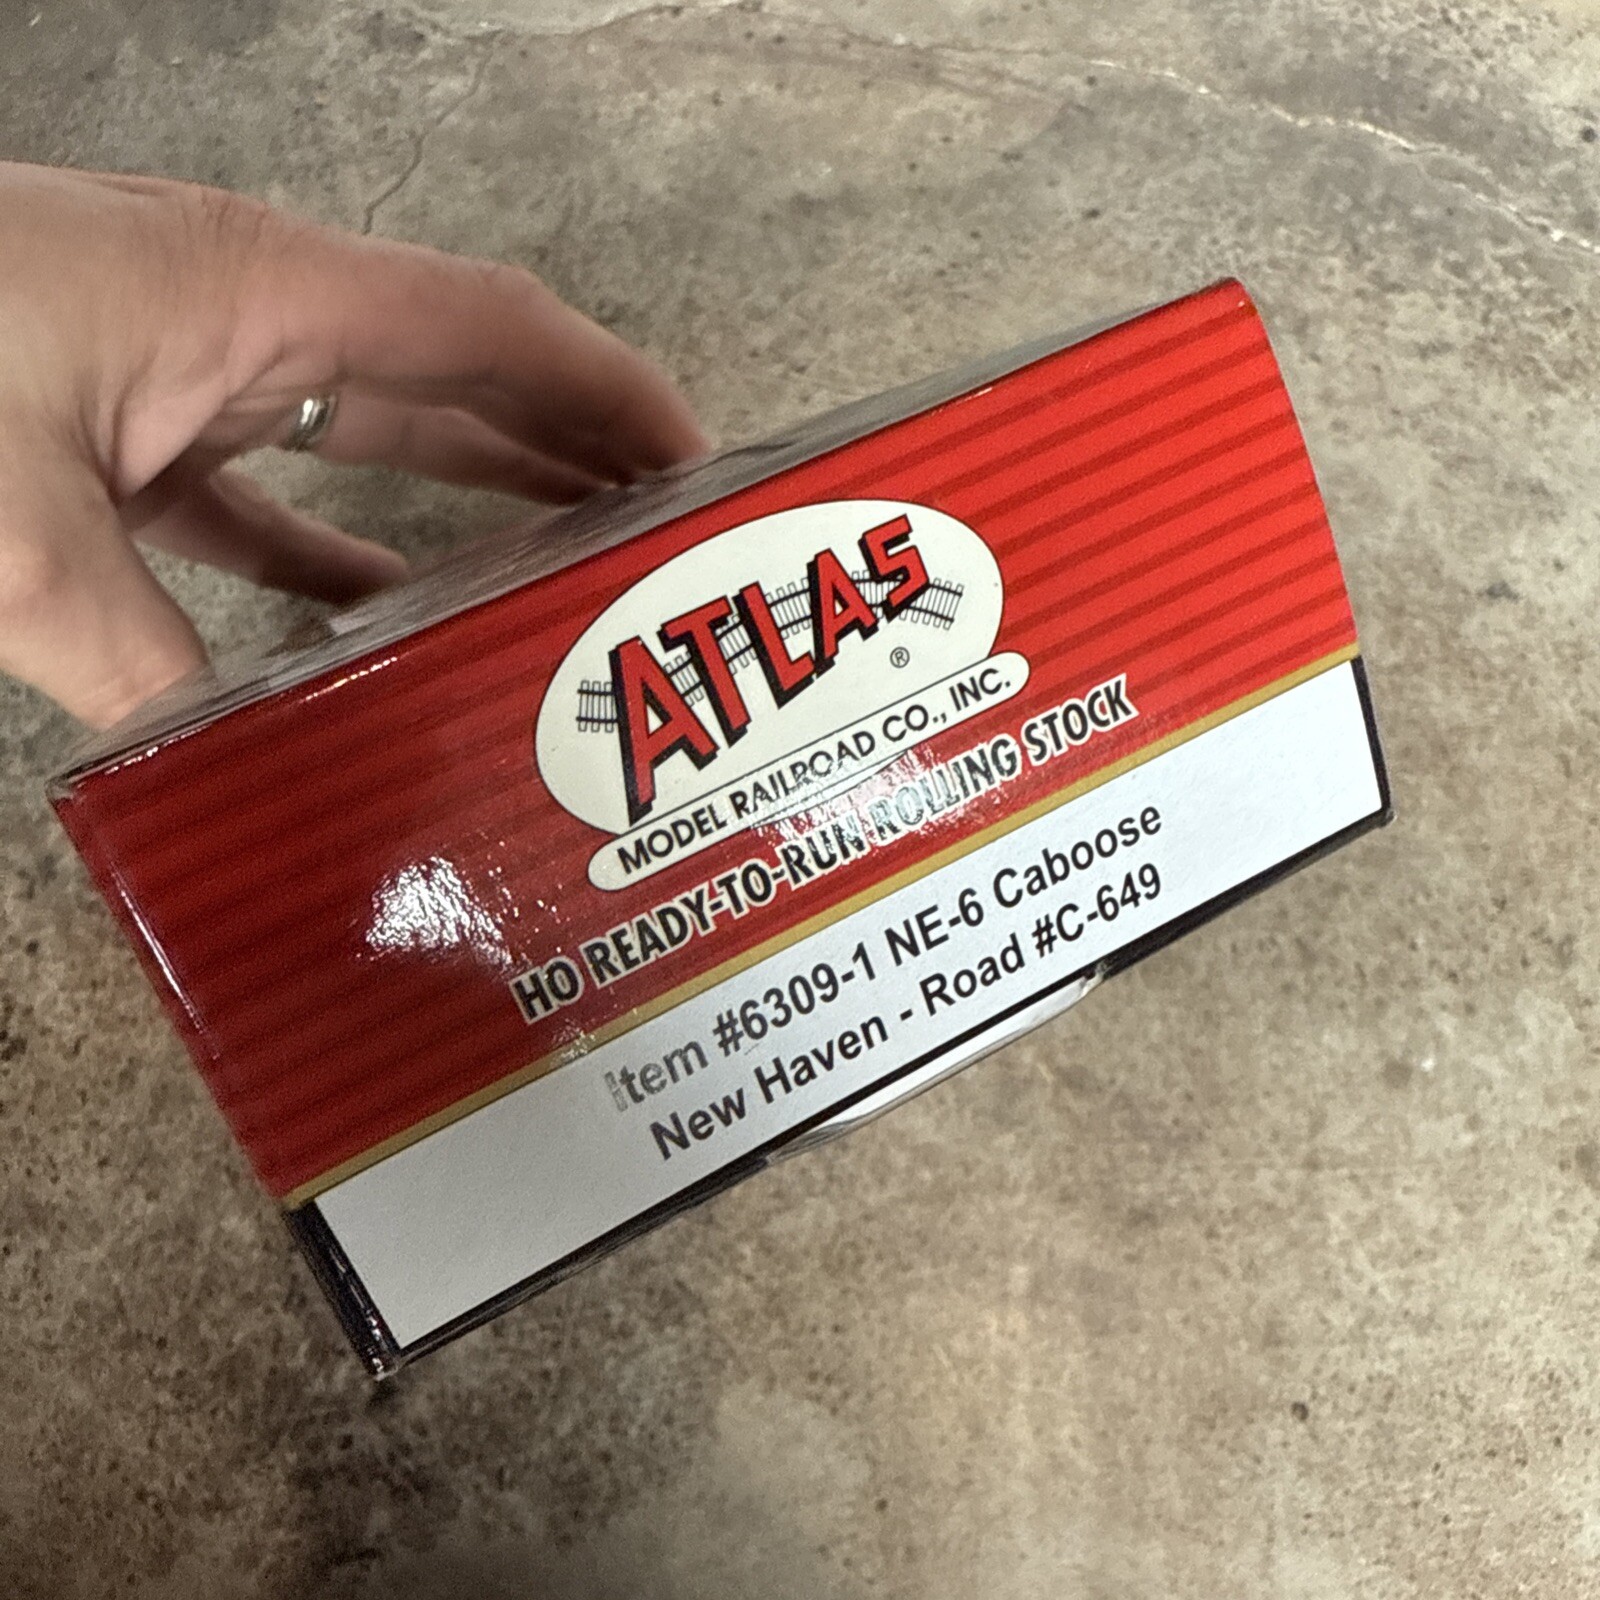 ATLAS
®
MODEL RAILROAD CO., INC.
HO READY-TO-RUN ROLLING STOCK
Item #6309-1 NE-6 Caboose
New Haven - Road #C-649